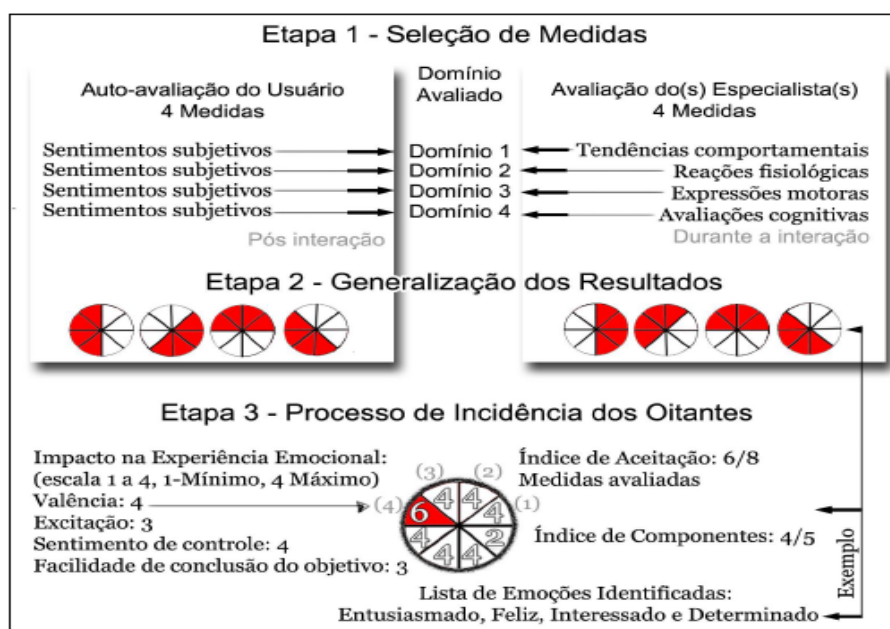 Etapa 1 - Seleção de Medidas
Auto-avaliação do Usuário
4 Medidas
Domínio
Avaliado
Avaliação do(s) Especialista(s)
4 Medidas
Sentimentos subjetivos Domínio 1 Tendências comportamentais
Sentimentos subjetivos Domínio 2 Reações fisiológicas
Sentimentos subjetivos Domínio 3 Expressões motoras
Sentimentos subjetivos Domínio 4 Avaliações cognitivas
Pós interação
Durante a interação
Etapa 2 - Generalização dos Resultados
Etapa 3 - Processo de Incidência dos Oitantes
Impacto na Experiência Emocional:
(escala 1 a 4, 1-Mínimo, 4 Máximo)
Valência: 4
Excitação: 3
Sentimento de controle: 4
Facilidade de conclusão do objetivo: 3
(3) (2)
(4) (1)
4 4
6 4
4 2
4 4
Índice de Aceitação: 6/8
Medidas avaliadas
Índice de Componentes: 4/5
Exemplo
Lista de Emoções Identificadas:
Entusiasmado, Feliz, Interessado e Determinado